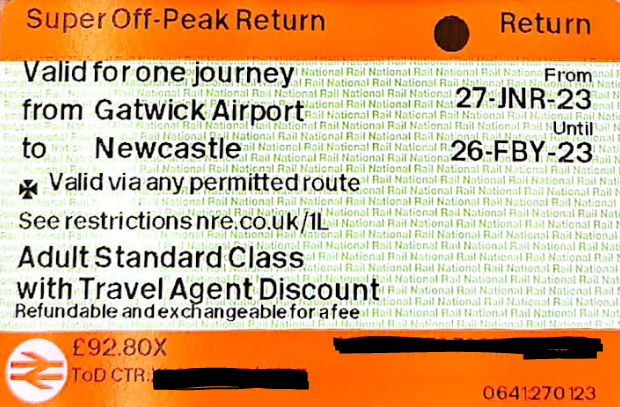 Super Off-Peak Return Return
Valid for one journey From
from Gatwick Airport 27-JNR-23
Until
to Newcastle 26-FBY-23
✠ Valid via any permitted route
See restrictions nre.co.uk/1L
Adult Standard Class
with Travel Agent Discount
Refundable and exchangeable for a fee
£92.80X
ToD CTR:
0641270123